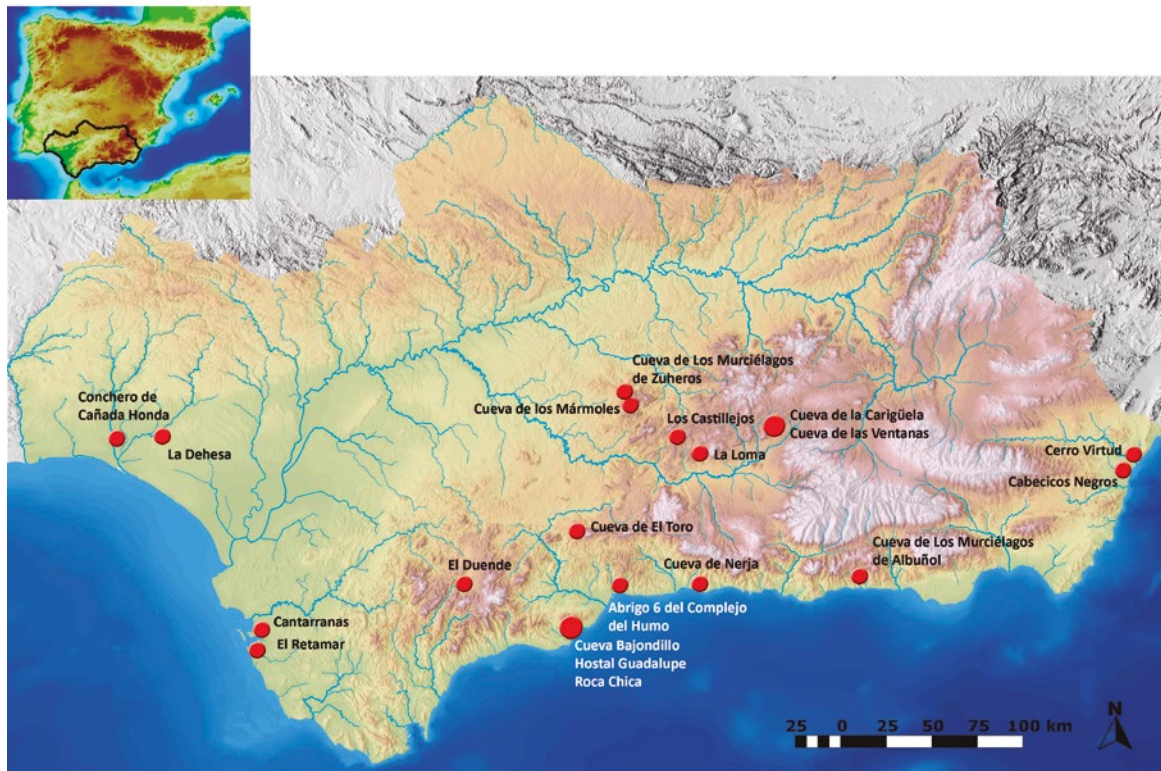 Cueva de Los Murciélagos
de Zuheros
Conchero de
Cañada Honda
Cueva de los Mármoles
Los Castillejos
Cueva de la Carigüela
Cueva de las Ventanas
La Dehesa
La Loma
Cerro Virtud
Cabecicos Negros
Cueva de El Toro
Cueva de Los Murciélagos
de Albuñol
El Duende
Cueva de Nerja
Abrigo 6 del Complejo
del Humo
Cantarranas
El Retamar
Cueva Bajondillo
Hostal Guadalupe
Roca Chica
N
25 0 25 50 75 100 km